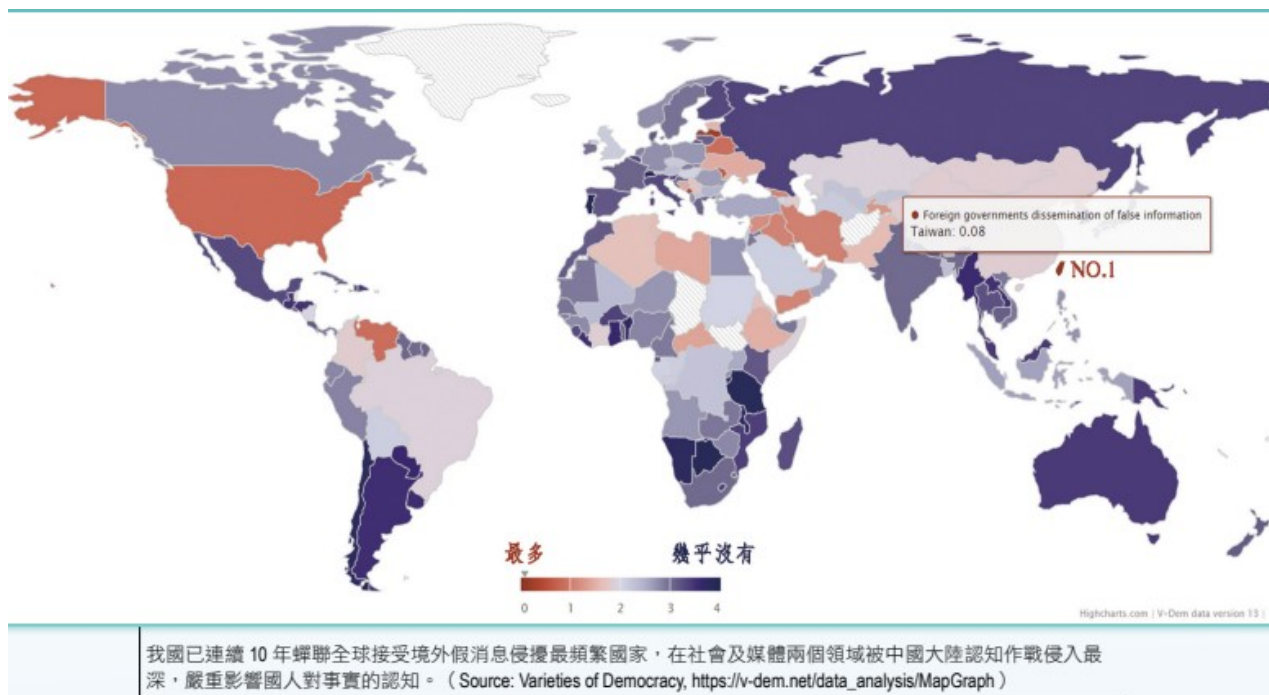 Foreign governments dissemination of false information
Taiwan: 0.08
NO.1
最多
幾乎沒有
0 1 2 3 4
Highcharts.com | V-Dem data version 13 |
我國已連續 10 年蟬聯全球接受境外假消息侵擾最頻繁國家，在社會及媒體兩個領域被中國大陸認知作戰侵入最
深，嚴重影響國人對事實的認知。（Source: Varieties of Democracy, https://v-dem.net/data_analysis/MapGraph）